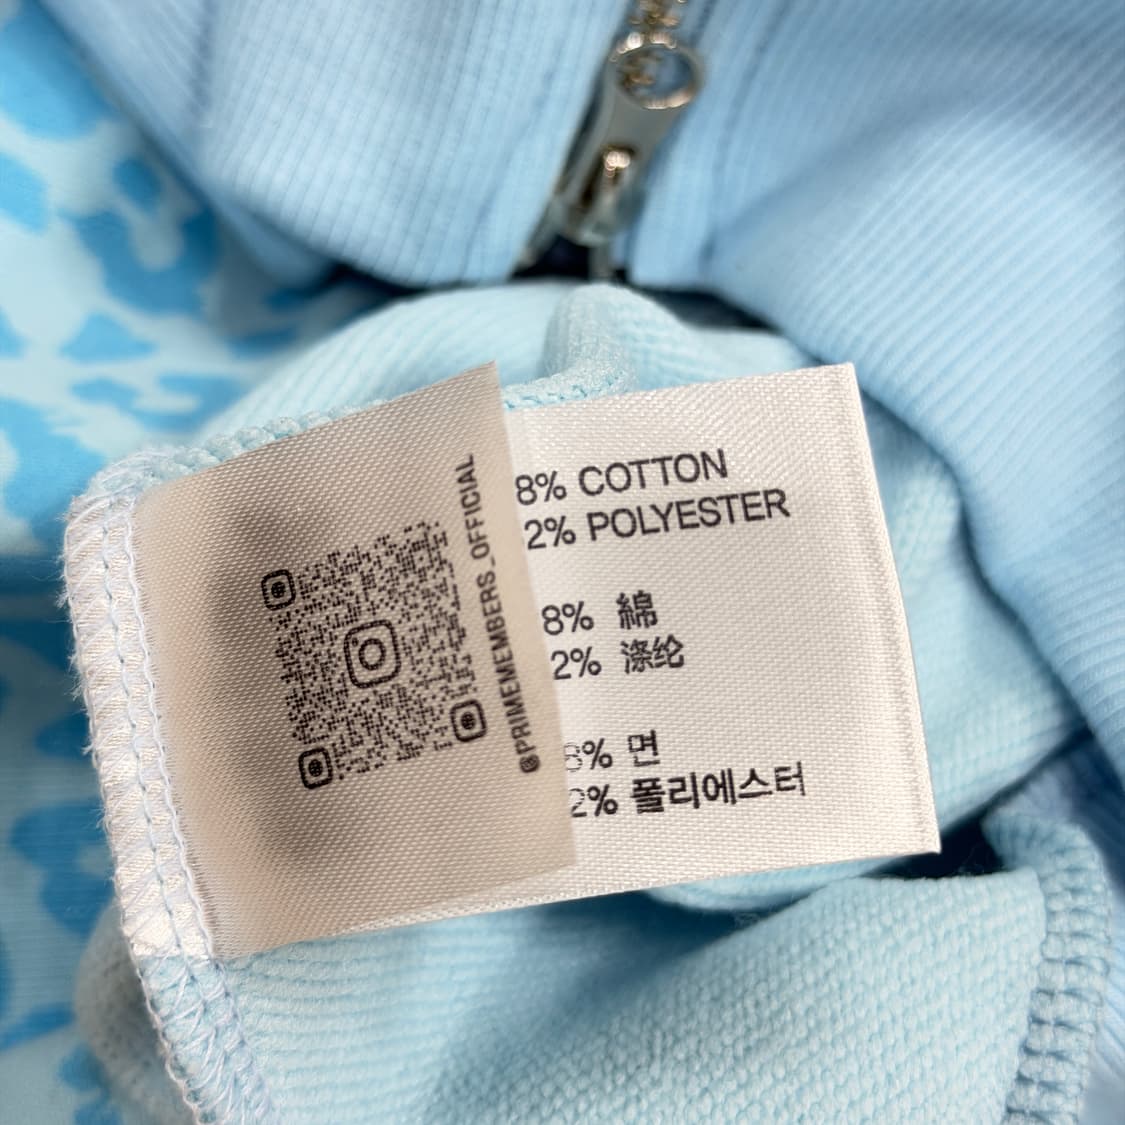 @PRIMEMEMBERS_OFFICIAL
8% COTTON
2% POLYESTER
8% 綿
2% 涤纶
8% 면
2% 폴리에스터